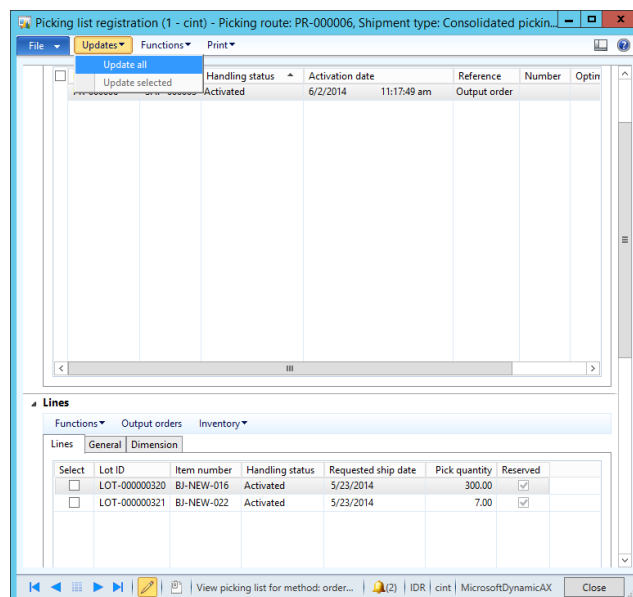 Picking list registration (1 - cint) - Picking route: PR-000006, Shipment type: Consolidated pickin...
File Updates Functions Print
Update all
Update selected
Handling status Activation date Reference Number Optim
Activated 6/2/2014 11:17:49 am Output order
Lines
Functions Output orders Inventory
Lines General Dimension
Select Lot ID Item number Handling status Requested ship date Pick quantity Reserved
LOT-000000320 BJ-NEW-016 Activated 5/23/2014 300.00
LOT-000000321 BJ-NEW-022 Activated 5/23/2014 7.00
View picking list for method: order... (2) IDR cint MicrosoftDynamicAX Close